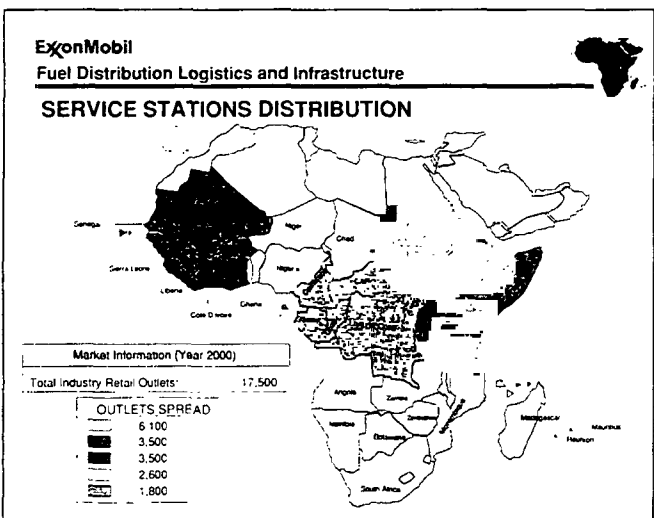 ExxonMobil
Fuel Distribution Logistics and Infrastructure
SERVICE STATIONS DISTRIBUTION
Senega
Niger
Chad
Sierra Leone
Nigeria
Liberia
Ghana
Cote D Ivoire
Market Information (Year 2000)
Total Industry Retail Outlets: 17,500
OUTLETS SPREAD
6 100
3,500
3,500
2,600
1,800
Angola
Zambia
Zimbabwe
Namibia
Botswana
Madagascar
Mauritius
Reunion
South Africa